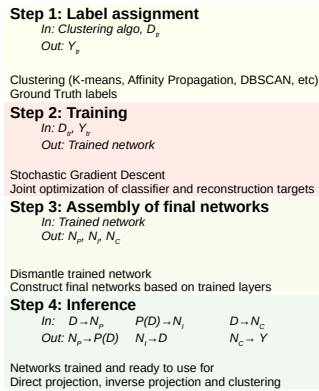 Step 1: Label assignment
In: Clustering algo, D_tr
Out: Y_tr
Clustering (K-means, Affinity Propagation, DBSCAN, etc)
Ground Truth labels
Step 2: Training
In: D_tr, Y_tr
Out: Trained network
Stochastic Gradient Descent
Joint optimization of classifier and reconstruction targets
Step 3: Assembly of final networks
In: Trained network
Out: N_P, N_I, N_C
Dismantle trained network
Construct final networks based on trained layers
Step 4: Inference
In: D→N_P P(D)→N_I D→N_C
Out: N_P→P(D) N_I→D N_C→ Y
Networks trained and ready to use for
Direct projection, inverse projection and clustering